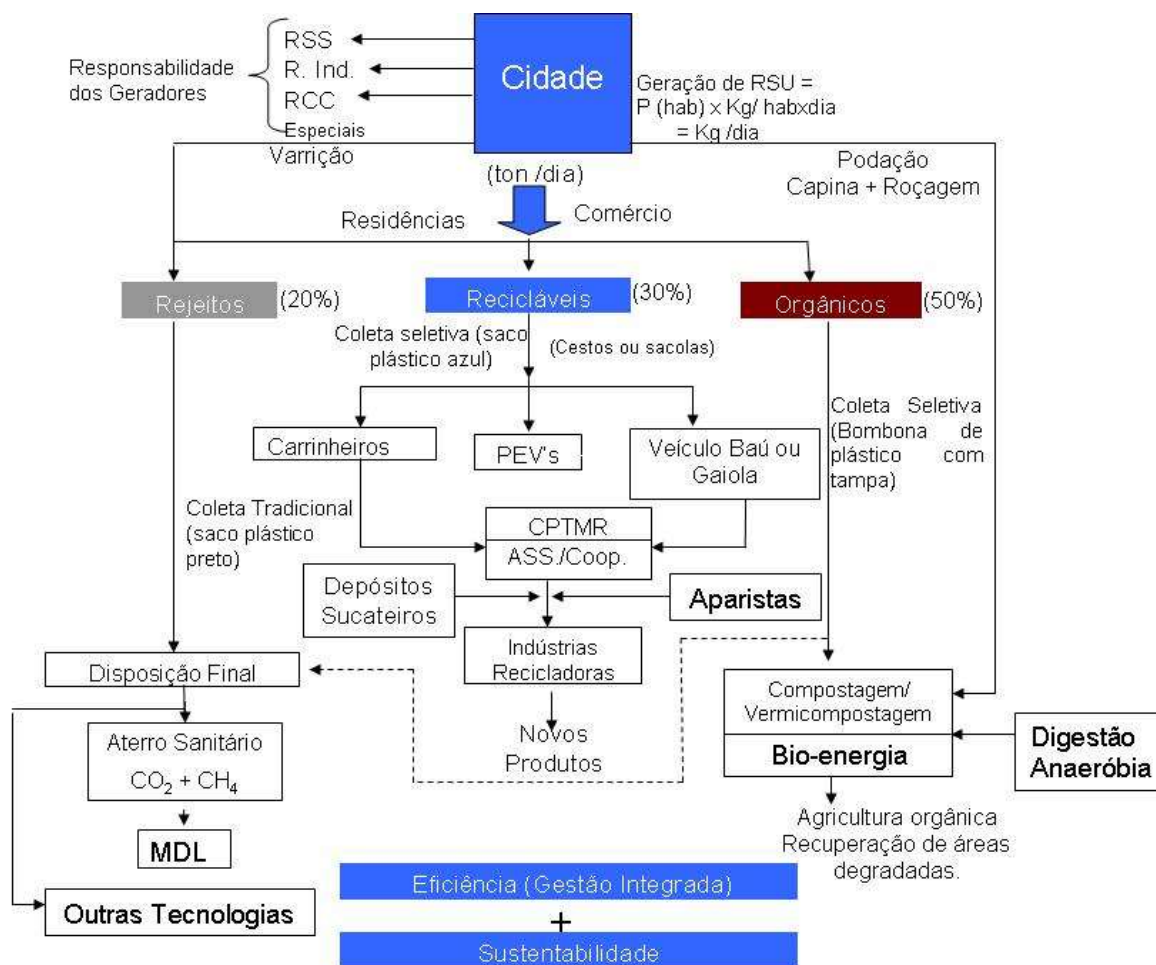 RSS
R. Ind.
RCC
Especiais
Responsabilidade
dos Geradores
Cidade
Geração de RSU =
P (hab) x Kg/ habxdia
= Kg /dia
Varrição
(ton /dia)
Podação
Capina + Roçagem
Residências
Comércio
Rejeitos (20%)
Recicláveis (30%)
Orgânicos (50%)
Coleta seletiva (saco
plástico azul)
(Cestos ou sacolas)
Carrinheiros
PEV's
Veículo Baú ou
Gaiola
Coleta Seletiva
(Bombona de
plástico com
tampa)
Coleta Tradicional
(saco plástico
preto)
CPTMR
ASS./Coop.
Depósitos
Sucateiros
Aparistas
Indústrias
Recicladoras
Novos
Produtos
Disposição Final
Aterro Sanitário
CO₂ + CH₄
MDL
Outras Tecnologias
Compostagem/
Vermicompostagem
Bio-energia
Digestão
Anaeróbia
Agricultura orgânica
Recuperação de áreas
degradadas.
Eficiência (Gestão Integrada)
+
Sustentabilidade